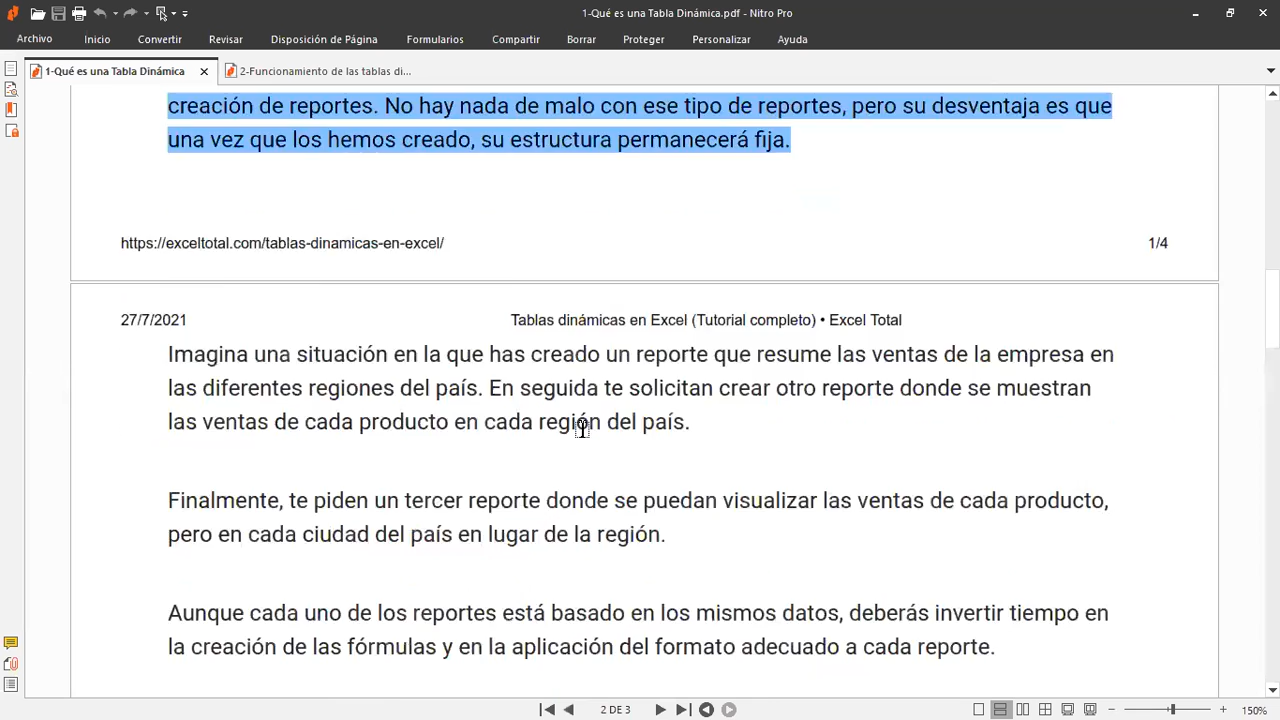 1-Qué es una Tabla Dinámica.pdf - Nitro Pro
Archivo Inicio Convertir Revisar Disposición de Página Formularios Compartir Borrar Proteger Personalizar Ayuda
1-Qué es una Tabla Dinámica 2-Funcionamiento de las tablas di...
creación de reportes. No hay nada de malo con ese tipo de reportes, pero su desventaja es que
una vez que los hemos creado, su estructura permanecerá fija.
https://exceltotal.com/tablas-dinamicas-en-excel/ 1/4
27/7/2021 Tablas dinámicas en Excel (Tutorial completo) • Excel Total
Imagina una situación en la que has creado un reporte que resume las ventas de la empresa en
las diferentes regiones del país. En seguida te solicitan crear otro reporte donde se muestran
las ventas de cada producto en cada región del país.
Finalmente, te piden un tercer reporte donde se puedan visualizar las ventas de cada producto,
pero en cada ciudad del país en lugar de la región.
Aunque cada uno de los reportes está basado en los mismos datos, deberás invertir tiempo en
la creación de las fórmulas y en la aplicación del formato adecuado a cada reporte.
2 DE 3 150%